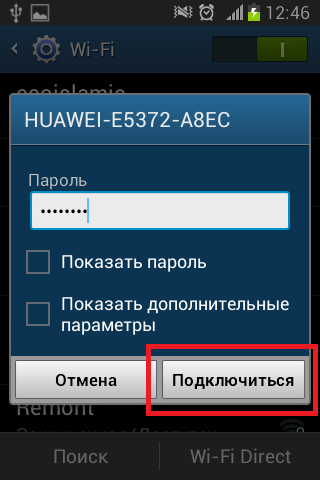 12:46
Wi-Fi
HUAWEI-E5372-A8EC
Пароль
••••••••
Показать пароль
Показать дополнительные
параметры
Отмена
Подключиться
Remont
Поиск
Wi-Fi Direct